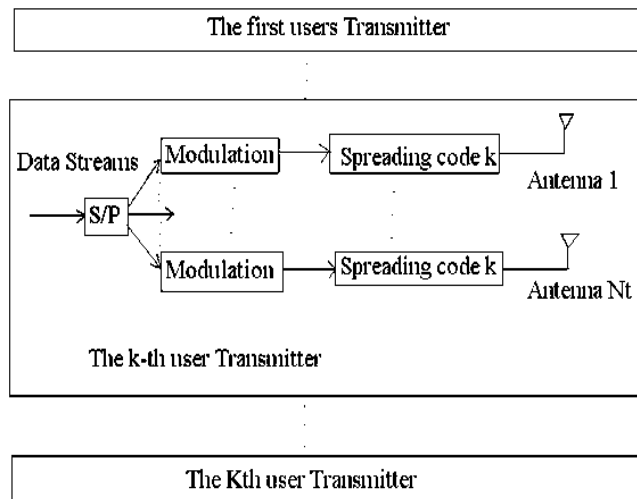 The first users Transmitter
Data Streams
S/P
Modulation
Spreading code k
Antenna 1
Modulation
Spreading code k
Antenna Nt
The k-th user Transmitter
The Kth user Transmitter